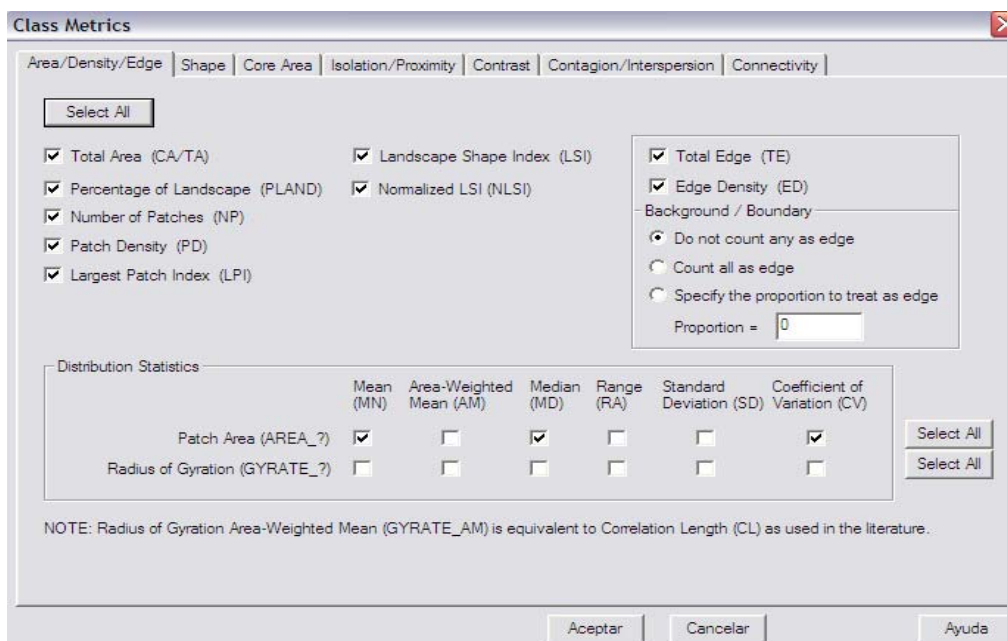 Class Metrics
Area/Density/Edge Shape Core Area Isolation/Proximity Contrast Contagion/Interspersion Connectivity
Select All
Total Area (CA/TA)
Percentage of Landscape (PLAND)
Number of Patches (NP)
Patch Density (PD)
Largest Patch Index (LPI)
Landscape Shape Index (LSI)
Normalized LSI (NLSI)
Total Edge (TE)
Edge Density (ED)
Background / Boundary
Do not count any as edge
Count all as edge
Specify the proportion to treat as edge
Proportion = 0
Distribution Statistics
Mean (MN)
Area-Weighted Mean (AM)
Median (MD)
Range (RA)
Standard Deviation (SD)
Coefficient of Variation (CV)
Patch Area (AREA_?)
Select All
Radius of Gyration (GYRATE_?)
Select All
NOTE: Radius of Gyration Area-Weighted Mean (GYRATE_AM) is equivalent to Correlation Length (CL) as used in the literature.
Aceptar Cancelar Ayuda